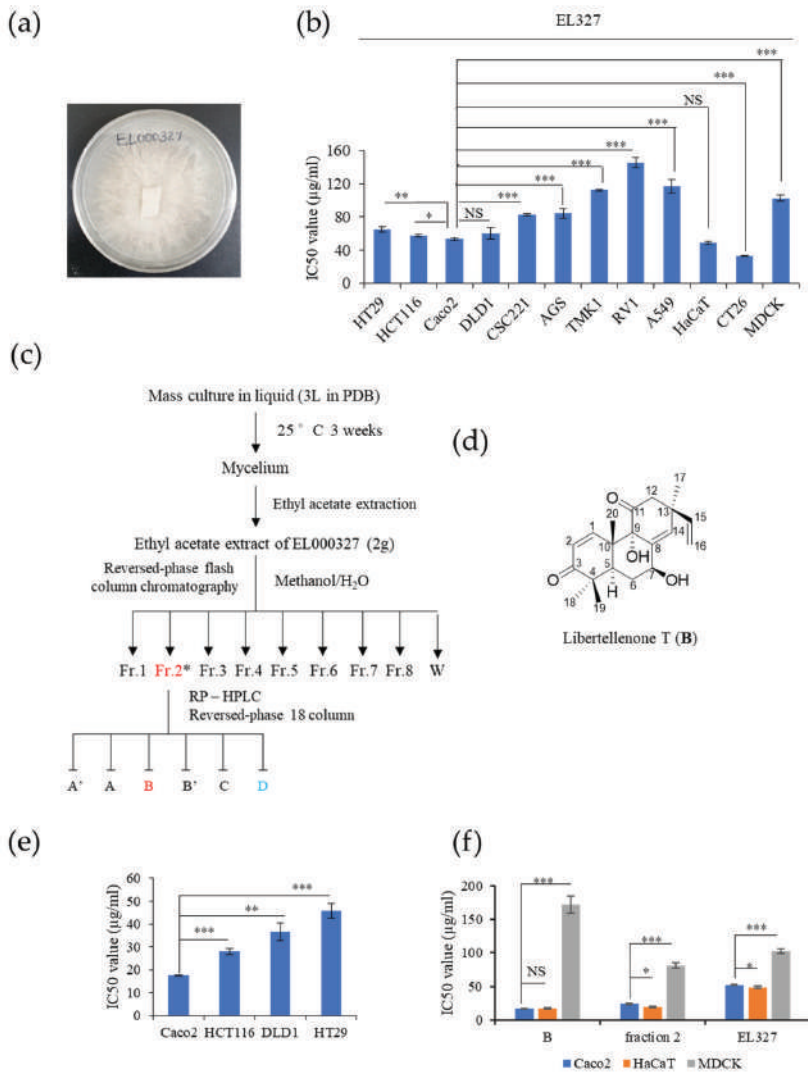 (a)
EL000327
(b)
EL327
***
***
NS
***
***
***
***
***
**
*
NS
IC50 value (µg/ml)
160
120
80
40
0
HT29
HCT116
Caco2
DLD1
CSC221
AGS
TMK1
RV1
A549
HaCaT
CT26
MDCK
(c)
Mass culture in liquid (3L in PDB)
25 ° C 3 weeks
Mycelium
Ethyl acetate extraction
Ethyl acetate extract of EL000327 (2g)
Reversed-phase flash
column chromatography
Methanol/H₂O
Fr.1 Fr.2* Fr.3 Fr.4 Fr.5 Fr.6 Fr.7 Fr.8 W
RP – HPLC
Reversed-phase 18 column
A' A B B' C D
(d)
17
12
11
13
15
20
1
9
14
16
2
10
8
OH
3
4
5
6
7
OH
O
O
18
19
Libertellenone T (B)
(e)
***
**
***
IC50 value (µg/ml)
60
50
40
30
20
10
0
Caco2 HCT116 DLD1 HT29
(f)
***
NS
***
*
***
*
IC50 value (µg/ml)
200
150
100
50
0
B fraction 2 EL327
Caco2 HaCaT MDCK